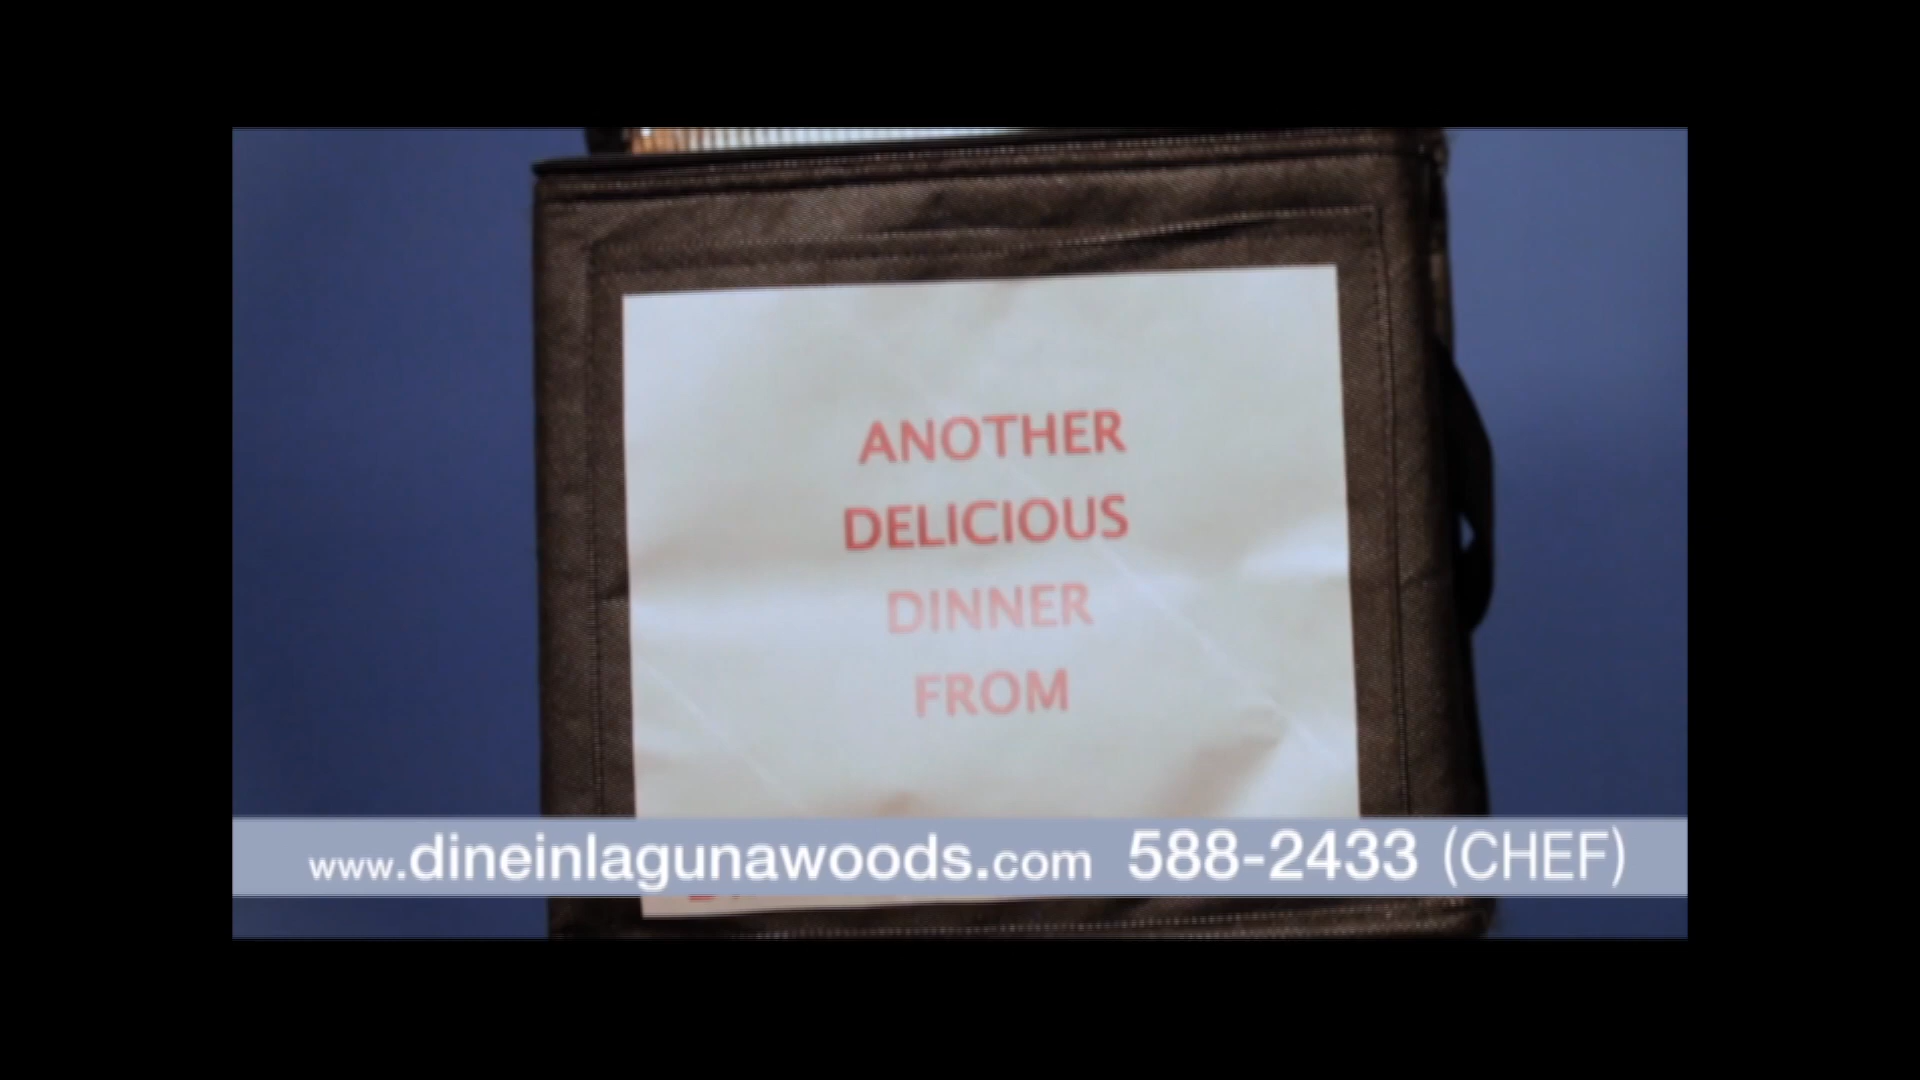 ANOTHER
DELICIOUS
DINNER
FROM
www.dineinlagunawoods.com 588-2433 (CHEF)